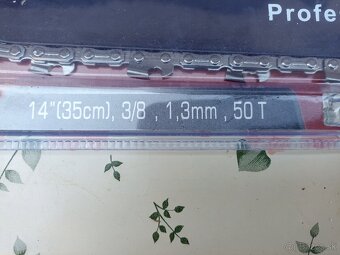 Profe
14"(35cm), 3/8 , 1,3mm , 50 T